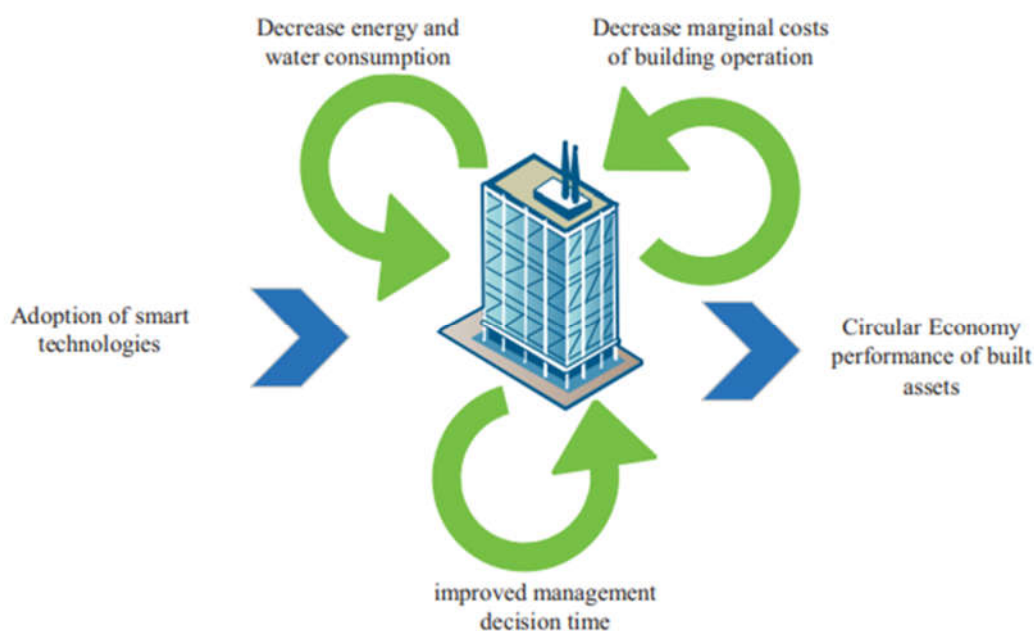 Decrease energy and
water consumption
Decrease marginal costs
of building operation
Adoption of smart
technologies
Circular Economy
performance of built
assets
improved management
decision time